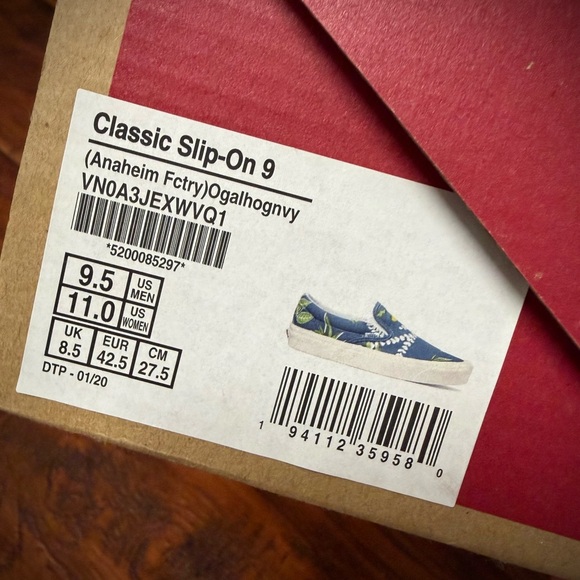 Classic Slip-On 9
(Anaheim Fctry)Ogalhognvy
VN0A3JEXWVQ1
*5200085297*
9.5 US MEN
11.0 US WOMEN
UK 8.5 EUR 42.5 CM 27.5
DTP - 01/20
1 94112 35958 0